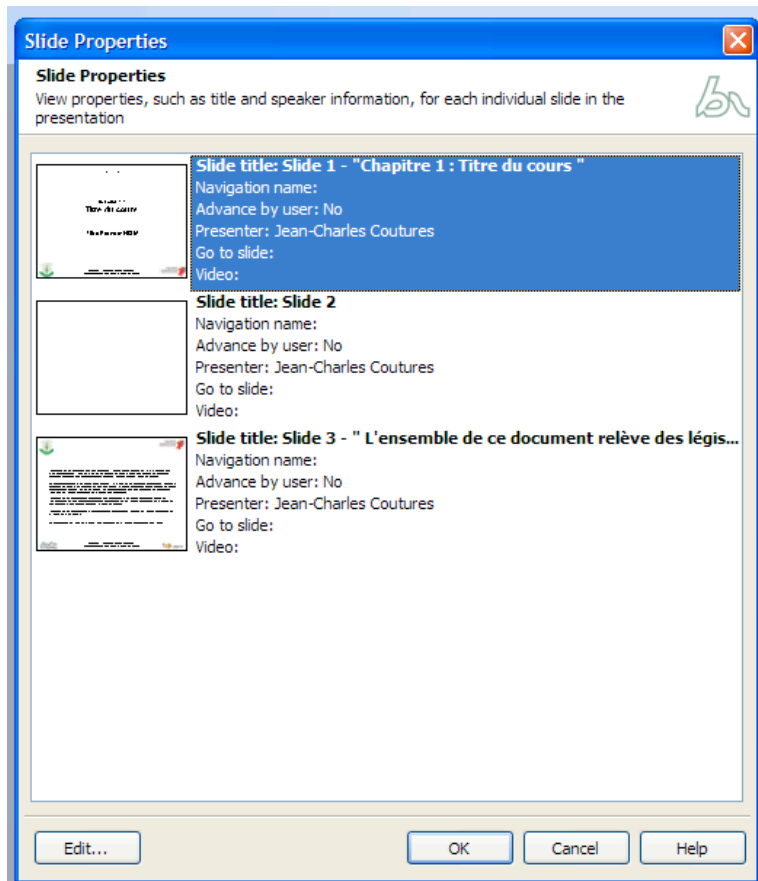 Slide Properties
Slide Properties
View properties, such as title and speaker information, for each individual slide in the
presentation
Titre du cours
Slide title: Slide 1 - "Chapitre 1 : Titre du cours "
Navigation name:
Advance by user: No
Presenter: Jean-Charles Coutures
Go to slide:
Video:
Slide title: Slide 2
Navigation name:
Advance by user: No
Presenter: Jean-Charles Coutures
Go to slide:
Video:
Slide title: Slide 3 - " L'ensemble de ce document relève des légis...
Navigation name:
Advance by user: No
Presenter: Jean-Charles Coutures
Go to slide:
Video:
Edit...
OK
Cancel
Help